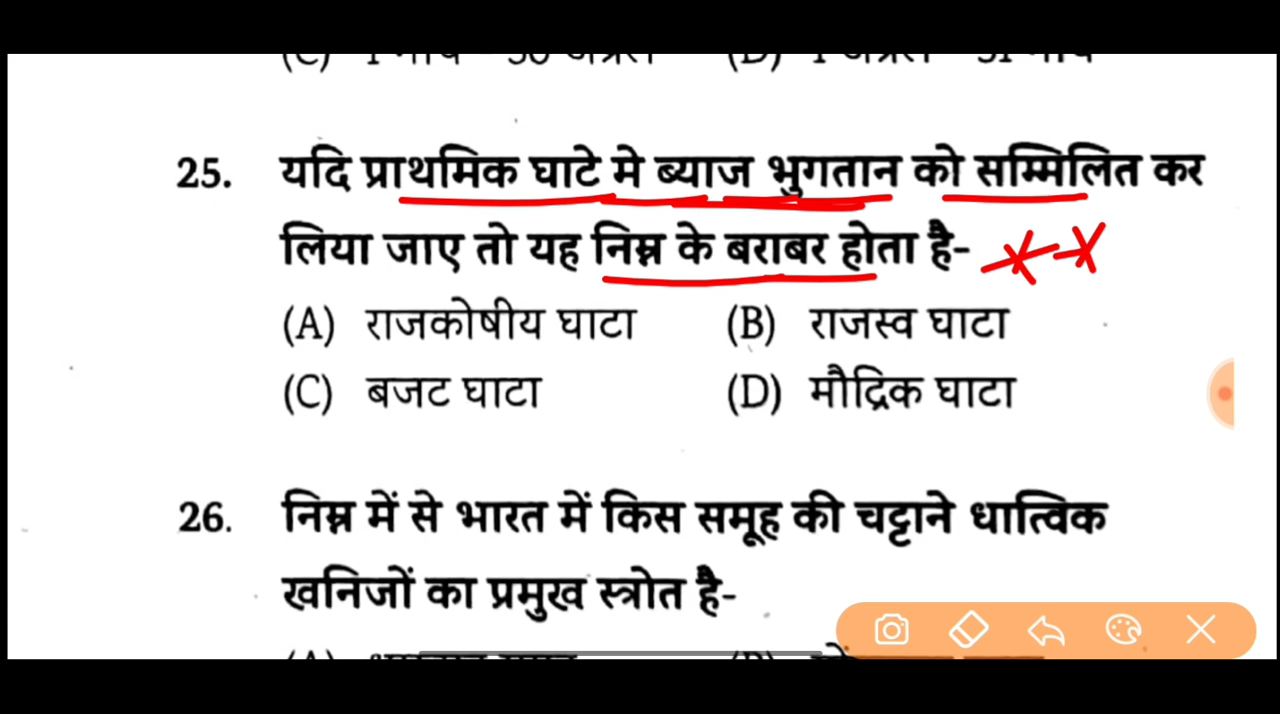 25. यदि प्राथमिक घाटे मे ब्याज भुगतान को सम्मिलित कर
लिया जाए तो यह निम्न के बराबर होता है-
(A) राजकोषीय घाटा (B) राजस्व घाटा
(C) बजट घाटा (D) मौद्रिक घाटा
26. निम्न में से भारत में किस समूह की चट्टाने धात्विक
खनिजों का प्रमुख स्त्रोत है-